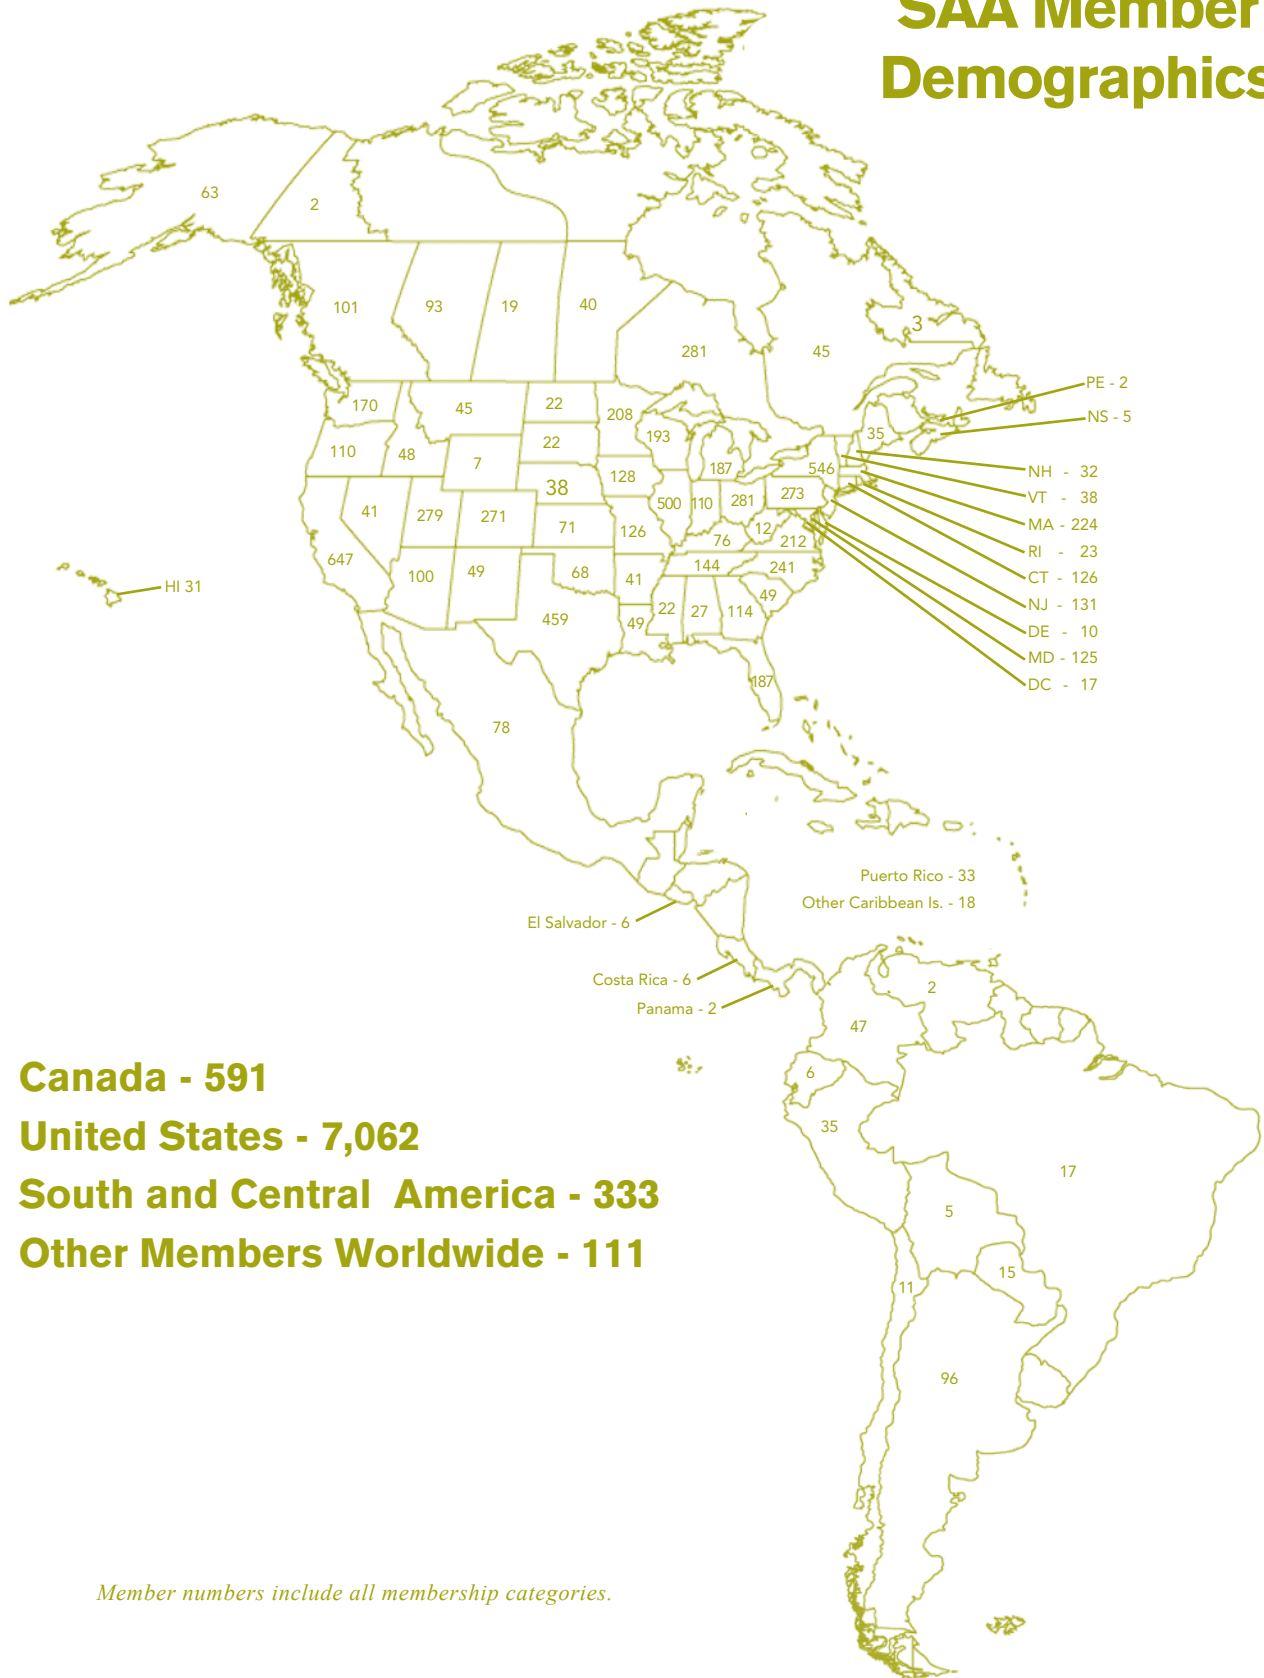 SAA Member
Demographics
63
2
101
93
19
40
281
45
3
PE - 2
NS - 5
170
45
22
208
193
187
35
110
48
7
22
128
546
NH - 32
VT - 38
MA - 224
RI - 23
CT - 126
NJ - 131
DE - 10
MD - 125
DC - 17
38
500
110
281
273
41
279
271
71
126
76
12
212
647
100
49
68
41
144
241
49
HI 31
459
49
22
27
114
187
78
Puerto Rico - 33
Other Caribbean Is. - 18
El Salvador - 6
Costa Rica - 6
Panama - 2
2
47
6
35
17
5
15
11
96
Canada - 591
United States - 7,062
South and Central America - 333
Other Members Worldwide - 111
Member numbers include all membership categories.